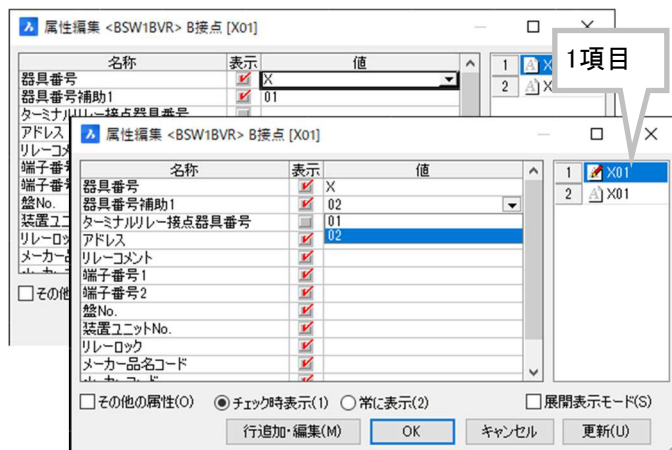 属性編集 <BSW1BVR> B接点 [X01]
名称 表示 値
器具番号 X
器具番号補助1 01
ターミナルリレー接点器具番号
アドレス
リレーコメ
端子番
端子番
盤No.
装置ユニ
リレーロッ
メーカー
その他
1 X
2 X
1項目
属性編集 <BSW1BVR> B接点 [X01]
名称 表示 値
器具番号 X
器具番号補助1 02
ターミナルリレー接点器具番号 01
アドレス 02
リレーコメント
端子番号1
端子番号2
盤No.
装置ユニットNo.
リレーロック
メーカー品名コード
1 X01
2 X01
その他の属性(O) チェック時表示(1) 常に表示(2) 展開表示モード(S)
行追加・編集(M) OK キャンセル 更新(U)